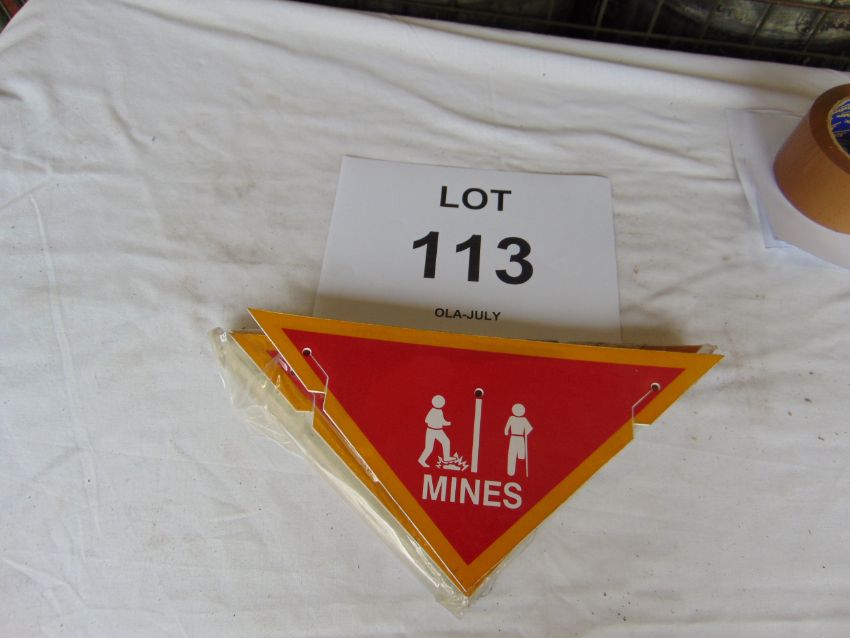 LOT
113
OLA-JULY
MINES